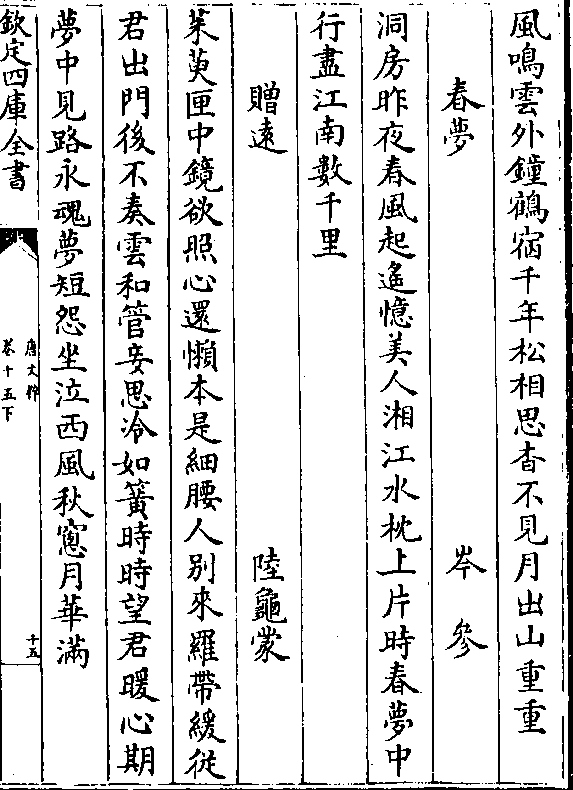 風鳴雲外鐘鶴宿千年松相思杳不見月出山重重
春夢 岑參
洞房昨夜春風起遙憶美人湘江水枕上片時春夢中
行盡江南數千里
贈遠 陸龜蒙
茱萸匣中鏡欲照心還懶本是細腰人別來羅帶緩從
君出門後不奏雲和管妾思冷如簧時時望君暖心期
夢中見路永魂夢短怨坐泣西風秋窻月華滿
欽定四庫全書
唐文粹
卷十五下
十五